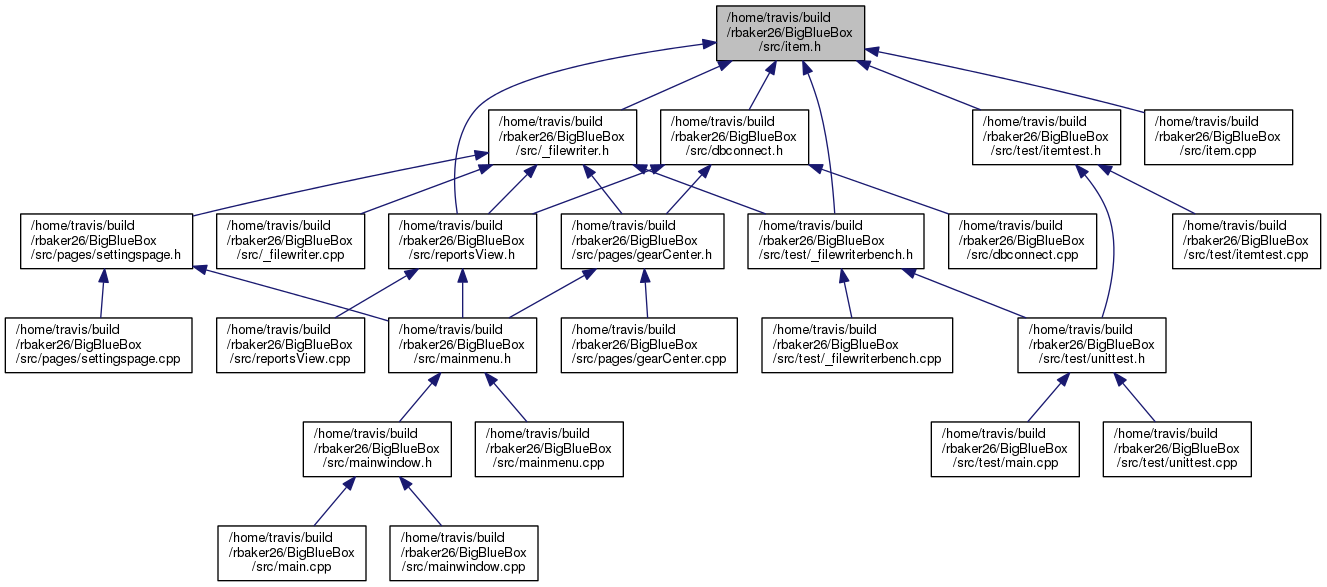 /home/travis/build
/rbaker26/BigBlueBox
/src/item.h
/home/travis/build
/rbaker26/BigBlueBox
/src/_filewriter.h
/home/travis/build
/rbaker26/BigBlueBox
/src/dbconnect.h
/home/travis/build
/rbaker26/BigBlueBox
/src/test/itemtest.h
/home/travis/build
/rbaker26/BigBlueBox
/src/item.cpp
/home/travis/build
/rbaker26/BigBlueBox
/src/pages/settingspage.h
/home/travis/build
/rbaker26/BigBlueBox
/src/_filewriter.cpp
/home/travis/build
/rbaker26/BigBlueBox
/src/reportsView.h
/home/travis/build
/rbaker26/BigBlueBox
/src/pages/gearCenter.h
/home/travis/build
/rbaker26/BigBlueBox
/src/test/_filewriterbench.h
/home/travis/build
/rbaker26/BigBlueBox
/src/dbconnect.cpp
/home/travis/build
/rbaker26/BigBlueBox
/src/test/itemtest.cpp
/home/travis/build
/rbaker26/BigBlueBox
/src/pages/settingspage.cpp
/home/travis/build
/rbaker26/BigBlueBox
/src/reportsView.cpp
/home/travis/build
/rbaker26/BigBlueBox
/src/mainmenu.h
/home/travis/build
/rbaker26/BigBlueBox
/src/pages/gearCenter.cpp
/home/travis/build
/rbaker26/BigBlueBox
/src/test/_filewriterbench.cpp
/home/travis/build
/rbaker26/BigBlueBox
/src/test/unittest.h
/home/travis/build
/rbaker26/BigBlueBox
/src/mainwindow.h
/home/travis/build
/rbaker26/BigBlueBox
/src/mainmenu.cpp
/home/travis/build
/rbaker26/BigBlueBox
/src/test/main.cpp
/home/travis/build
/rbaker26/BigBlueBox
/src/test/unittest.cpp
/home/travis/build
/rbaker26/BigBlueBox
/src/main.cpp
/home/travis/build
/rbaker26/BigBlueBox
/src/mainwindow.cpp